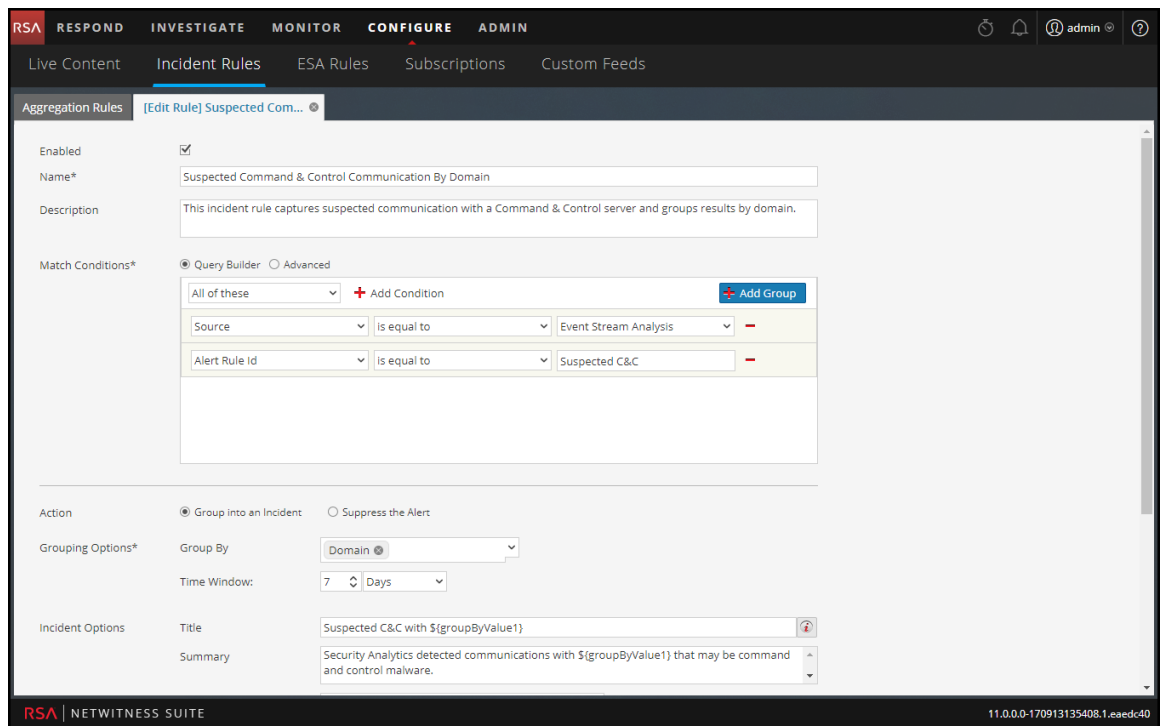 RSA RESPOND INVESTIGATE MONITOR CONFIGURE ADMIN admin ?
Live Content Incident Rules ESA Rules Subscriptions Custom Feeds
Aggregation Rules [Edit Rule] Suspected Com...
Enabled
Name* Suspected Command & Control Communication By Domain
Description This incident rule captures suspected communication with a Command & Control server and groups results by domain.
Match Conditions* Query Builder Advanced
All of these + Add Condition + Add Group
Source is equal to Event Stream Analysis
Alert Rule Id is equal to Suspected C&C
Action Group into an Incident Suppress the Alert
Grouping Options* Group By Domain
Time Window: 7 Days
Incident Options Title Suspected C&C with ${groupByValue1} i
Summary Security Analytics detected communications with ${groupByValue1} that may be command
and control malware.
RSA NETWITNESS SUITE 11.0.0.0-170913135408.1.eaedc40